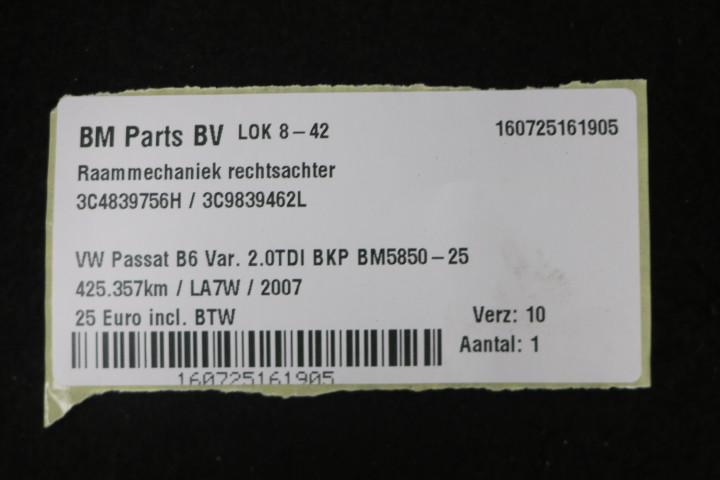 BM Parts BV LOK 8-42 160725161905
Raammechaniek rechtsachter
3C4839756H / 3C9839462L
VW Passat B6 Var. 2.0TDI BKP BM5850-25
425.357km / LA7W / 2007
25 Euro incl. BTW Verz: 10
Aantal: 1
160725161905